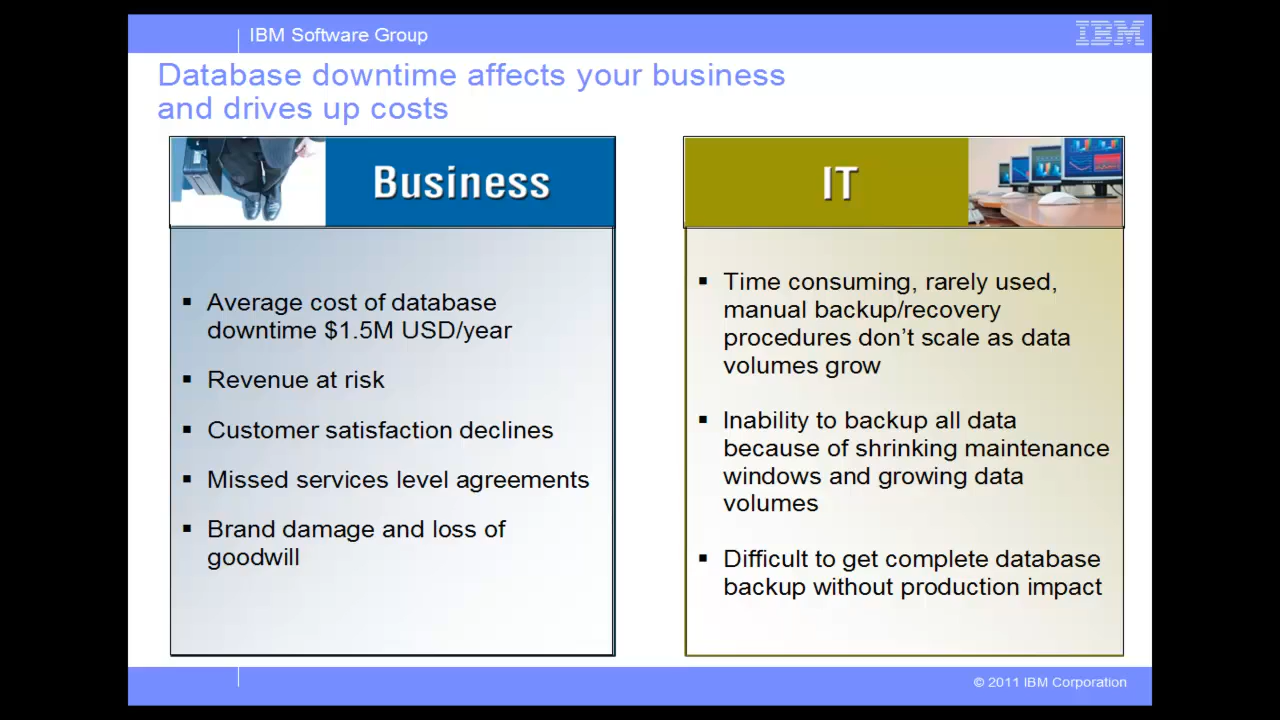 IBM Software Group
IBM
Database downtime affects your business
and drives up costs
Business
▪ Average cost of database
downtime $1.5M USD/year
▪ Revenue at risk
▪ Customer satisfaction declines
▪ Missed services level agreements
▪ Brand damage and loss of
goodwill
IT
▪ Time consuming, rarely used,
manual backup/recovery
procedures don’t scale as data
volumes grow
▪ Inability to backup all data
because of shrinking maintenance
windows and growing data
volumes
▪ Difficult to get complete database
backup without production impact
© 2011 IBM Corporation